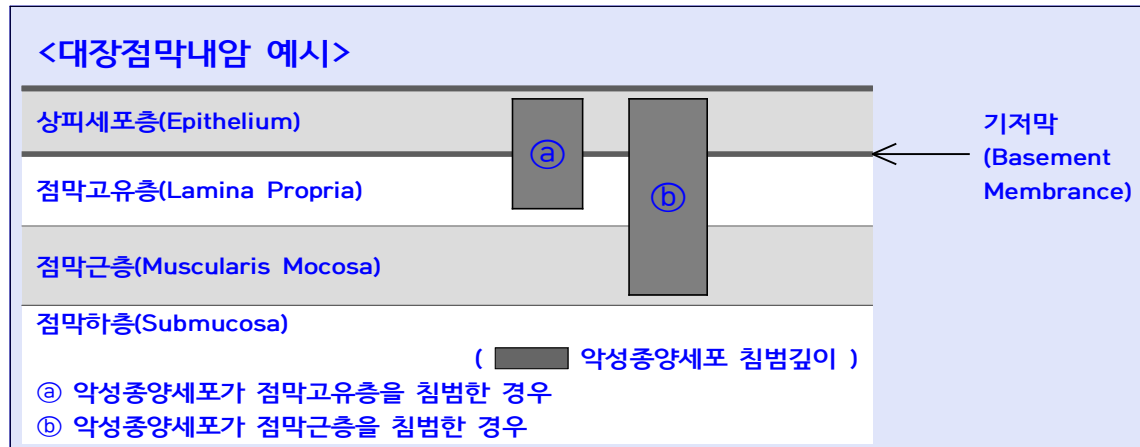 <대장점막내암 예시>
상피세포층(Epithelium)
ⓐ
기저막
(Basement
Membrance)
점막고유층(Lamina Propria)
ⓑ
점막근층(Muscularis Mocosa)
점막하층(Submucosa)
( 악성종양세포 침범깊이 )
ⓐ 악성종양세포가 점막고유층을 침범한 경우
ⓑ 악성종양세포가 점막근층을 침범한 경우